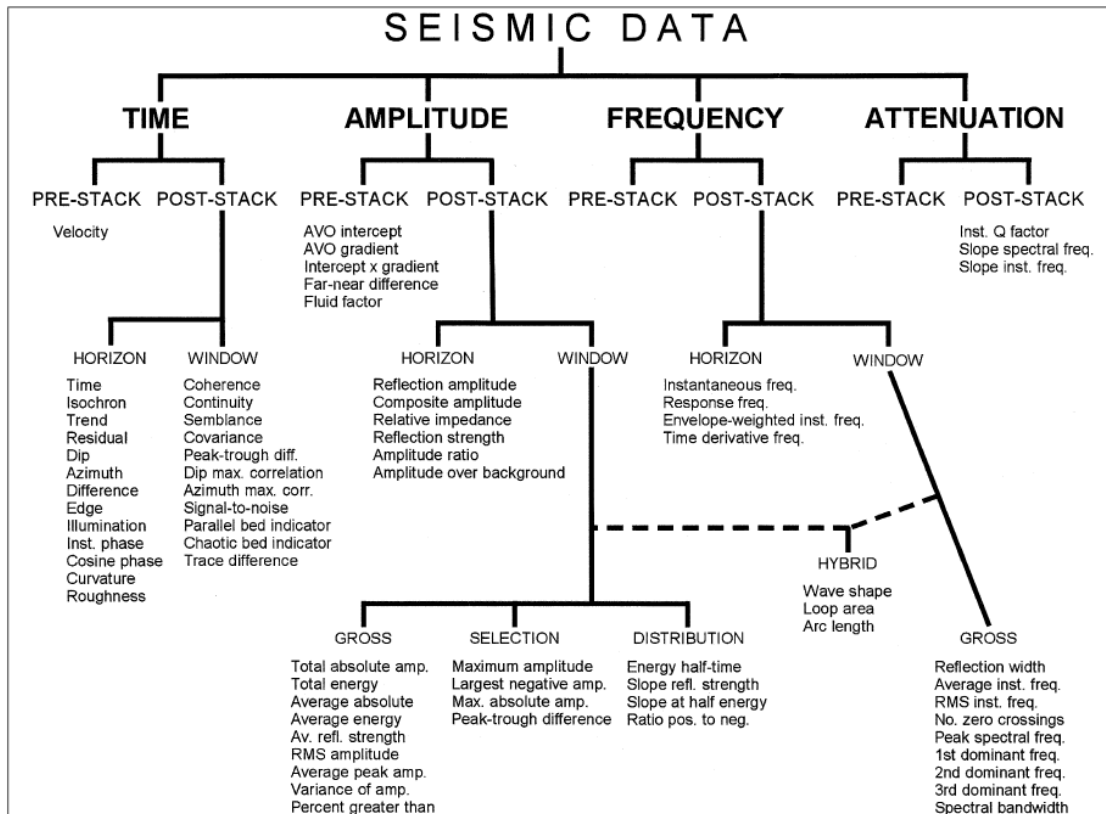 SEISMIC DATA
TIME
AMPLITUDE
FREQUENCY
ATTENUATION
PRE-STACK
POST-STACK
PRE-STACK
POST-STACK
PRE-STACK
POST-STACK
PRE-STACK
POST-STACK
Velocity
AVO intercept
AVO gradient
Intercept x gradient
Far-near difference
Fluid factor
Inst. Q factor
Slope spectral freq.
Slope inst. freq.
HORIZON
Time
Isochron
Trend
Residual
Dip
Azimuth
Difference
Edge
Illumination
Inst. phase
Cosine phase
Curvature
Roughness
WINDOW
Coherence
Continuity
Semblance
Covariance
Peak-trough diff.
Dip max. correlation
Azimuth max. corr.
Signal-to-noise
Parallel bed indicator
Chaotic bed indicator
Trace difference
HORIZON
Reflection amplitude
Composite amplitude
Relative impedance
Reflection strength
Amplitude ratio
Amplitude over background
WINDOW
HORIZON
Instantaneous freq.
Response freq.
Envelope-weighted inst. freq.
Time derivative freq.
WINDOW
HYBRID
Wave shape
Loop area
Arc length
GROSS
Total absolute amp.
Total energy
Average absolute
Average energy
Av. refl. strength
RMS amplitude
Average peak amp.
Variance of amp.
Percent greater than
SELECTION
Maximum amplitude
Largest negative amp.
Max. absolute amp.
Peak-trough difference
DISTRIBUTION
Energy half-time
Slope refl. strength
Slope at half energy
Ratio pos. to neg.
GROSS
Reflection width
Average inst. freq.
RMS inst. freq.
No. zero crossings
Peak spectral freq.
1st dominant freq.
2nd dominant freq.
3rd dominant freq.
Spectral bandwidth